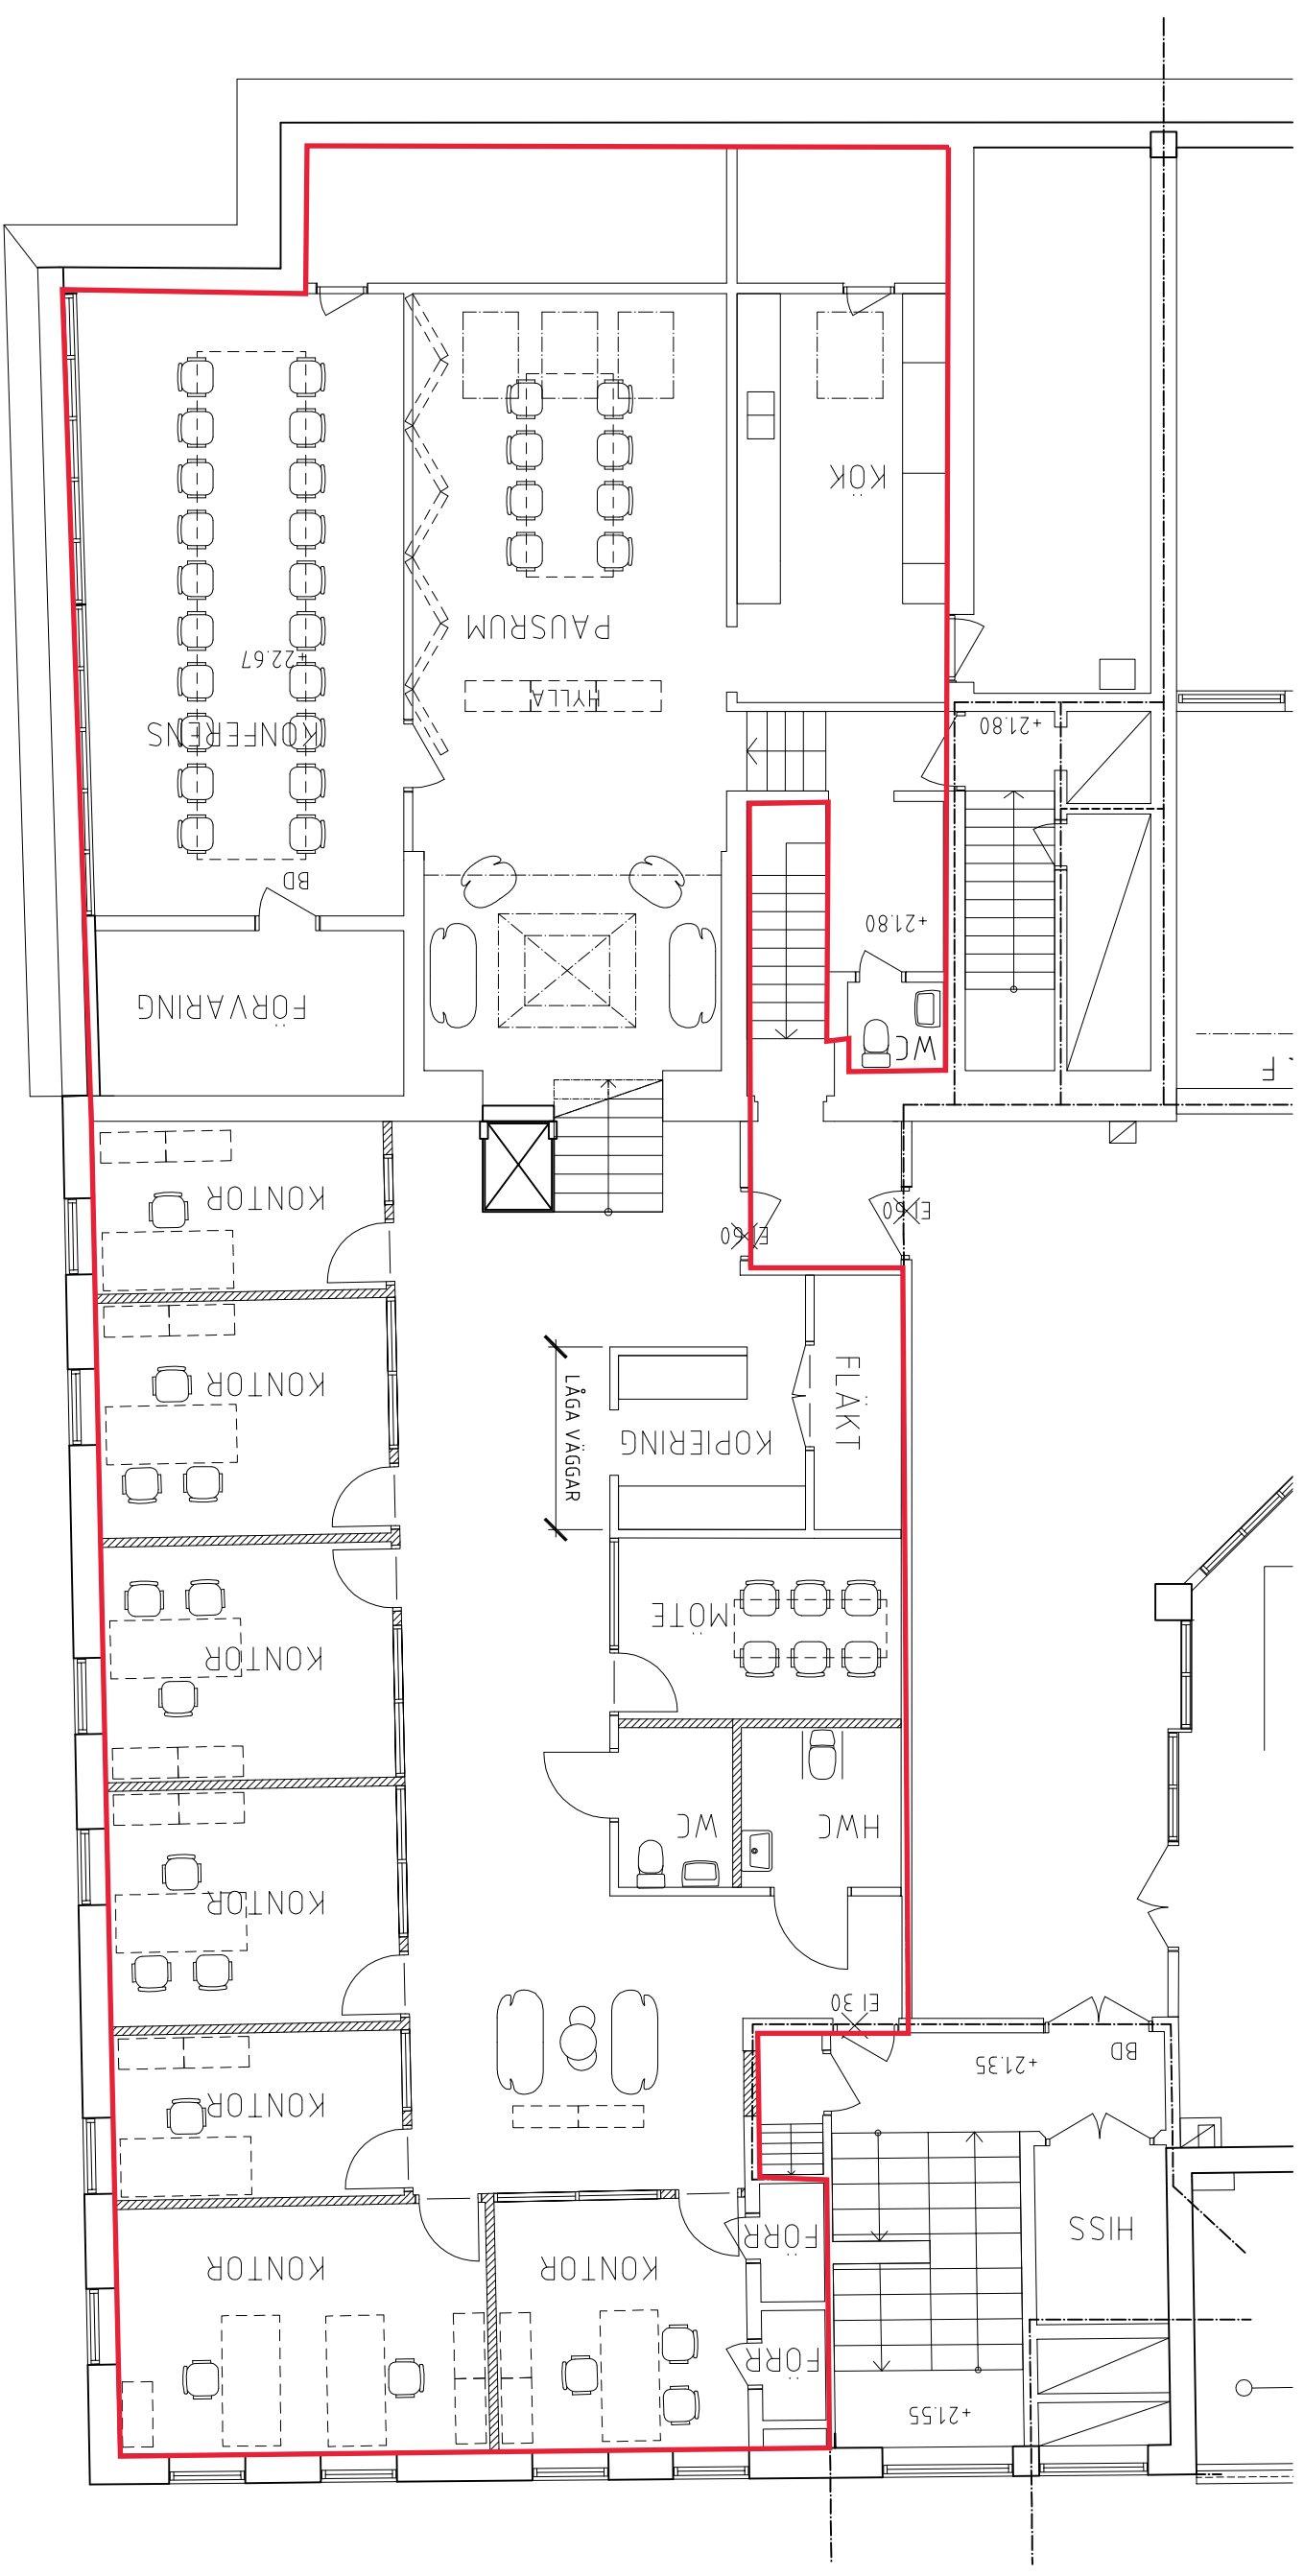 KÖK
PAUSRUM
+22.67
HYLLA
KONFERENS
+21.80
BD
+21.80
FÖRVARING
WC
F
KONTOR
EI 60
EI 60
KONTOR
FLÄKT
LÅGA VÄGGAR
KOPIERING
MÖTE
KONTOR
WC
HWC
KONTOR
EI 30
+21.35
BD
KONTOR
HISS
FÖRR
KONTOR
KONTOR
FÖRR
+21.55